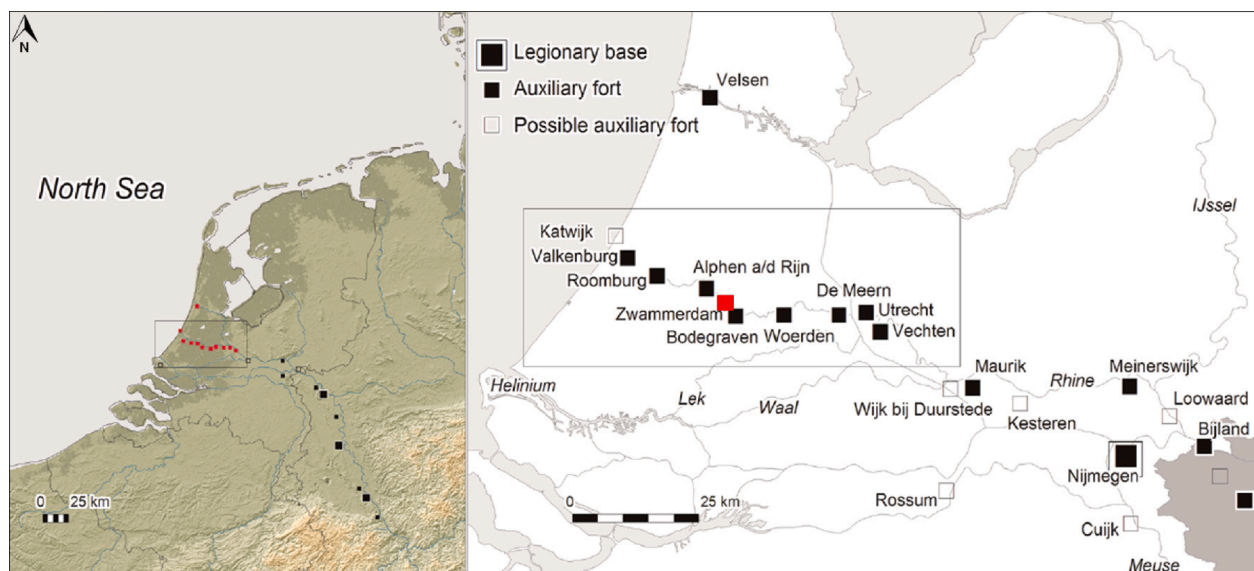 N
North Sea
0 25 km
Legionary base
Auxiliary fort
Possible auxiliary fort
Velsen
IJssel
Katwijk
Valkenburg
Roomburg
Alphen a/d Rijn
Zwammerdam
Bodegraven
Woerden
De Meern
Utrecht
Vechten
Helinium
Lek
Waal
Maurik
Wijk bij Duurstede
Rhine
Kesteren
Meinerswijk
Loowaard
Bijland
Nijmegen
Rossum
Cuijk
Meuse
0 25 km